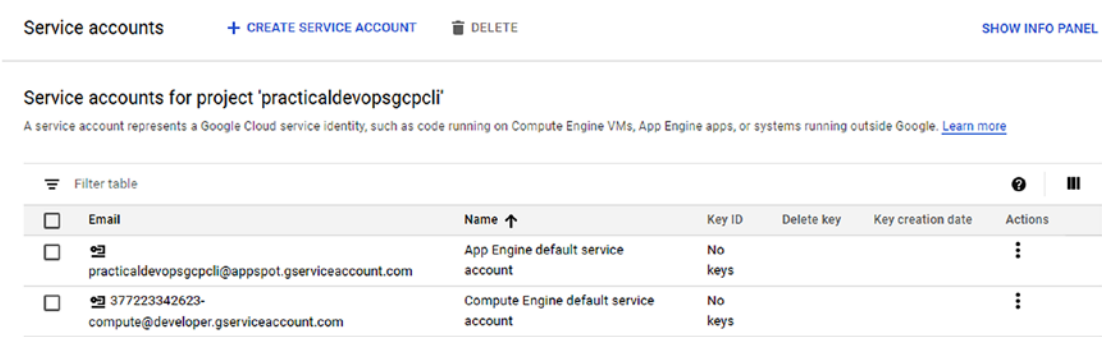 Service accounts + CREATE SERVICE ACCOUNT DELETE SHOW INFO PANEL
Service accounts for project 'practicaldevopsgcpcli'
A service account represents a Google Cloud service identity, such as code running on Compute Engine VMs, App Engine apps, or systems running outside Google. Learn more
Filter table
Email Name Key ID Delete key Key creation date Actions
App Engine default service No
practicaldevopsgcpcli@appspot.gserviceaccount.com account keys
377223342623- Compute Engine default service No
compute@developer.gserviceaccount.com account keys